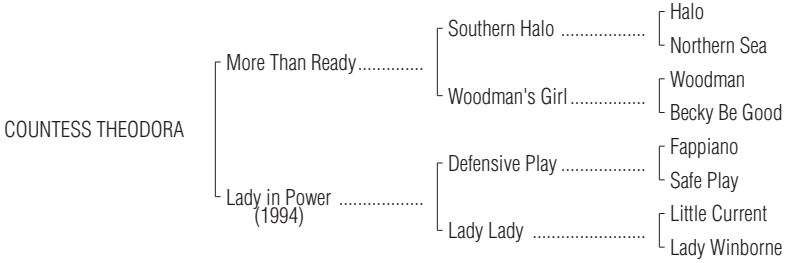 Halo
Southern Halo ...................
Northern Sea
More Than Ready..............
Woodman
Woodman's Girl.................
Becky Be Good
COUNTESS THEODORA
Fappiano
Defensive Play ...................
Safe Play
Lady in Power ...................
(1994)
Little Current
Lady Lady .........................
Lady Winborne